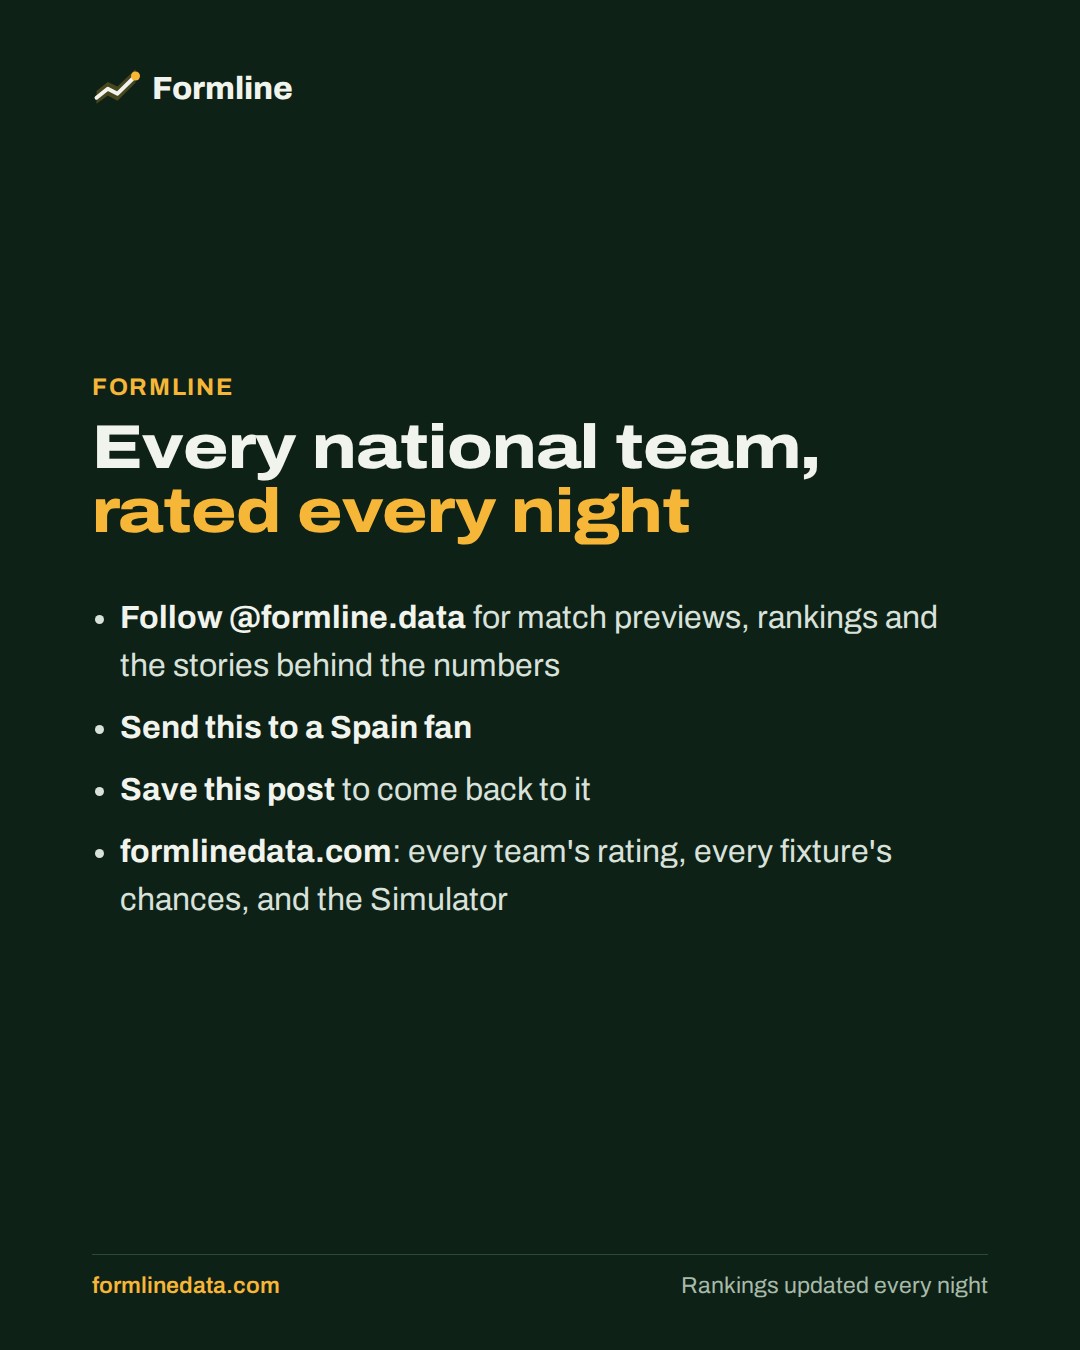 Formline
FORMLINE
Every national team,
rated every night
• Follow @formline.data for match previews, rankings and
the stories behind the numbers
• Send this to a Spain fan
• Save this post to come back to it
• formlinedata.com: every team's rating, every fixture's
chances, and the Simulator
formlinedata.com
Rankings updated every night